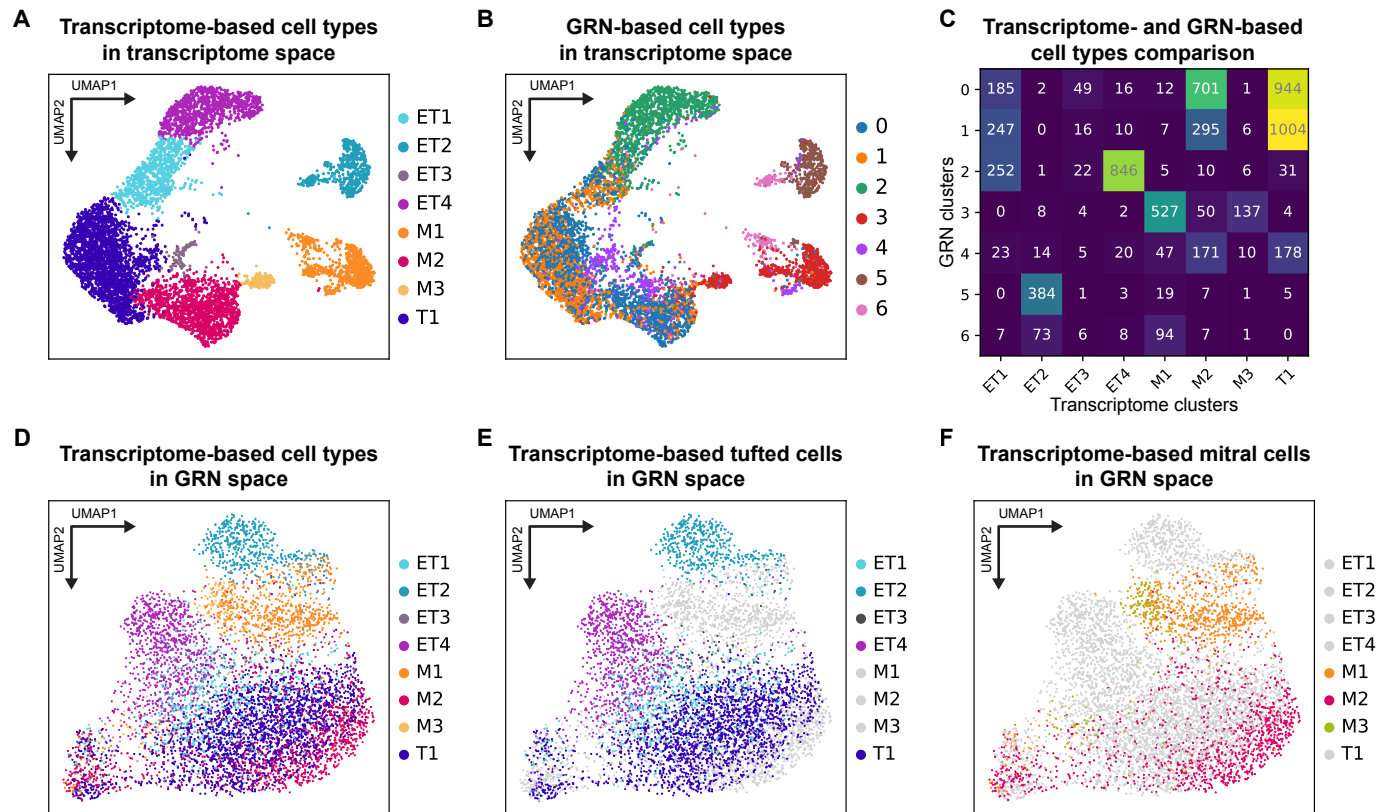 A
Transcriptome-based cell types
in transcriptome space
UMAP1
UMAP2
ET1
ET2
ET3
ET4
M1
M2
M3
T1
B
GRN-based cell types
in transcriptome space
UMAP1
UMAP2
0
1
2
3
4
5
6
C
Transcriptome- and GRN-based
cell types comparison
GRN clusters
0 185 2 49 16 12 701 1 944
1 247 0 16 10 7 295 6 1004
2 252 1 22 846 5 10 6 31
3 0 8 4 2 527 50 137 4
4 23 14 5 20 47 171 10 178
5 0 384 1 3 19 7 1 5
6 7 73 6 8 94 7 1 0
ET1 ET2 ET3 ET4 M1 M2 M3 T1
Transcriptome clusters
D
Transcriptome-based cell types
in GRN space
UMAP1
UMAP2
ET1
ET2
ET3
ET4
M1
M2
M3
T1
E
Transcriptome-based tufted cells
in GRN space
UMAP1
UMAP2
ET1
ET2
ET3
ET4
M1
M2
M3
T1
F
Transcriptome-based mitral cells
in GRN space
UMAP1
UMAP2
ET1
ET2
ET3
ET4
M1
M2
M3
T1